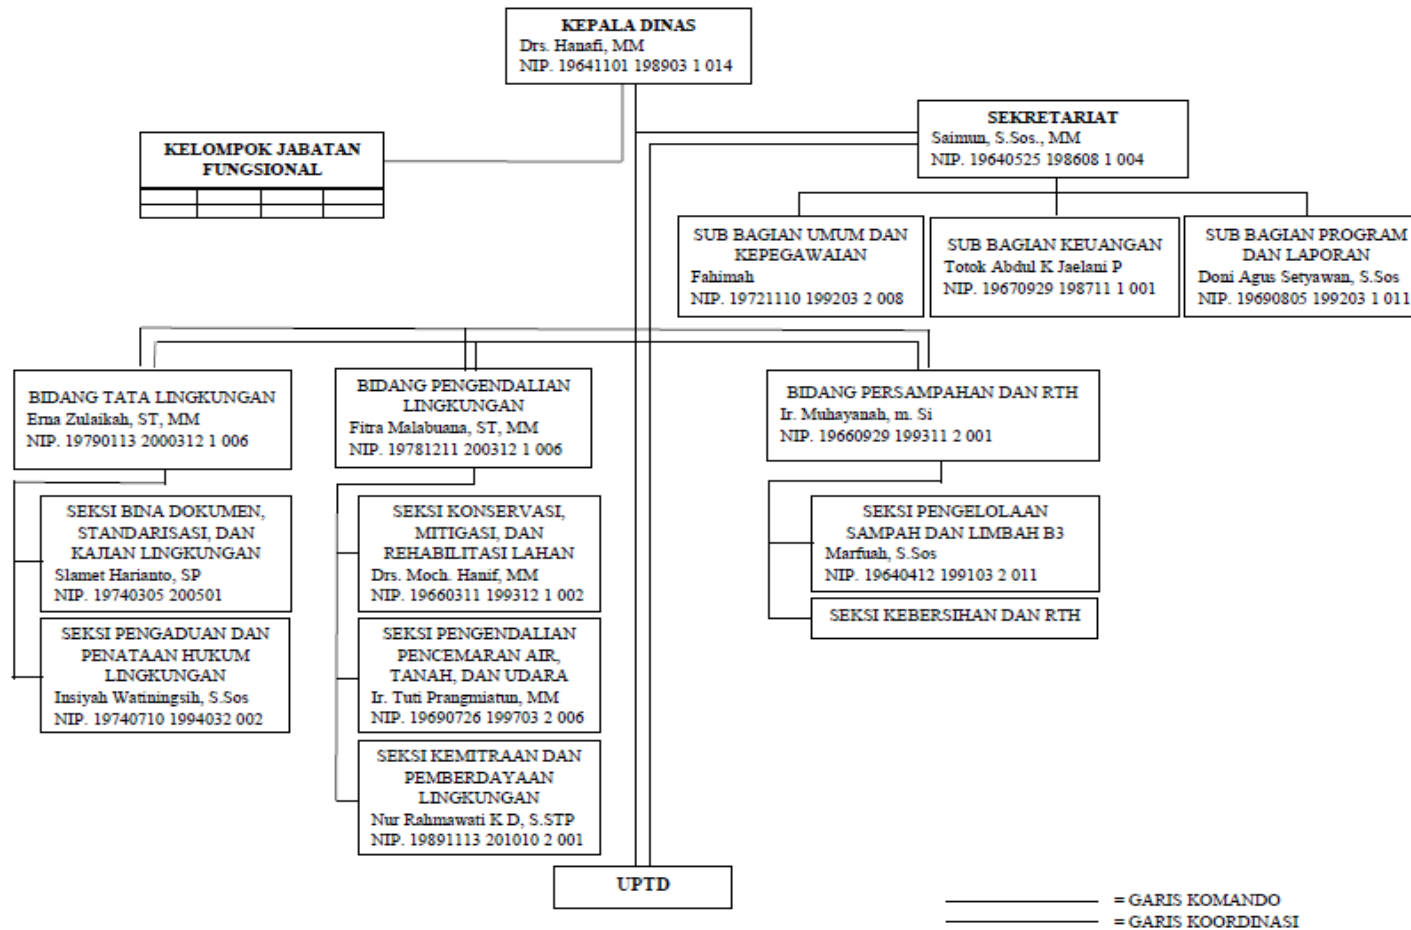 KEPALA DINAS
Drs. Hanafi, MM
NIP. 19641101 198903 1 014
SEKRETARIAT
Saimun, S.Sos., MM
NIP. 19640525 198608 1 004
KELOMPOK JABATAN
FUNGSIONAL
SUB BAGIAN UMUM DAN
KEPEGAWAIAN
Fahimah
NIP. 19721110 199203 2 008
SUB BAGIAN KEUANGAN
Totok Abdul K Jaelani P
NIP. 19670929 198711 1 001
SUB BAGIAN PROGRAM
DAN LAPORAN
Doni Agus Setyawan, S.Sos
NIP. 19690805 199203 1 011
BIDANG TATA LINGKUNGAN
Erna Zulaikah, ST, MM
NIP. 19790113 2000312 1 006
BIDANG PENGENDALIAN
LINGKUNGAN
Fitra Malabuana, ST, MM
NIP. 19781211 200312 1 006
BIDANG PERSAMPAHAN DAN RTH
Ir. Muhayanah, m. Si
NIP. 19660929 199311 2 001
SEKSI BINA DOKUMEN,
STANDARISASI, DAN
KAJIAN LINGKUNGAN
Slamet Harianto, SP
NIP. 19740305 200501
SEKSI PENGADUAN DAN
PENATAAN HUKUM
LINGKUNGAN
Insiyah Watiningsih, S.Sos
NIP. 19740710 1994032 002
SEKSI KONSERVASI,
MITIGASI, DAN
REHABILITASI LAHAN
Drs. Moch. Hanif, MM
NIP. 19660311 199312 1 002
SEKSI PENGENDALIAN
PENCEMARAN AIR,
TANAH, DAN UDARA
Ir. Tuti Prangmiatun, MM
NIP. 19690726 199703 2 006
SEKSI KEMITRAAN DAN
PEMBERDAYAAN
LINGKUNGAN
Nur Rahmawati K D, S.STP
NIP. 19891113 201010 2 001
SEKSI PENGELOLAAN
SAMPAH DAN LIMBAH B3
Marfuah, S.Sos
NIP. 19640412 199103 2 011
SEKSI KEBERSIHAN DAN RTH
UPTD
= GARIS KOMANDO
= GARIS KOORDINASI